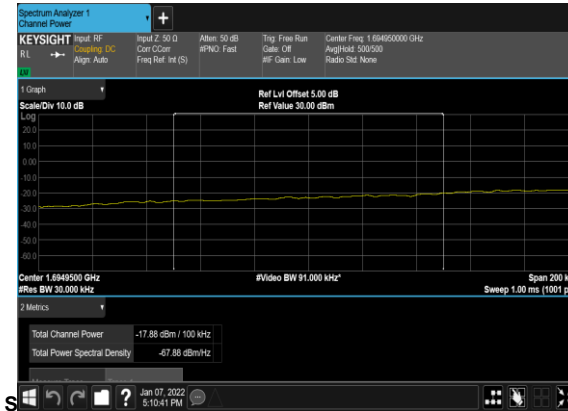 Spectrum Analyzer 1
Channel Power
KEYSIGHT Input: RF Input Z: 50 Ω Atten: 50 dB Trig: Free Run Center Freq: 1.694950000 GHz
RL Coupling: DC Corr CCorr #PNO: Fast Gate: Off Avg|Hold: 500/500
Align: Auto Freq Ref: Int (S) #IF Gain: Low Radio Std: None
LXI
1 Graph
Ref Lvl Offset 5.00 dB
Scale/Div 10.0 dB Ref Value 30.00 dBm
Log
20.0
10.0
0.00
-10.0
-20.0
-30.0
-40.0
-50.0
-60.0
Center 1.6949500 GHz #Video BW 91.000 kHz* Span 200 k
#Res BW 30.000 kHz Sweep 1.00 ms (1001 p
2 Metrics
Total Channel Power -17.88 dBm / 100 kHz
Total Power Spectral Density -67.88 dBm/Hz
S
? Jan 07, 2022
5:10:41 PM